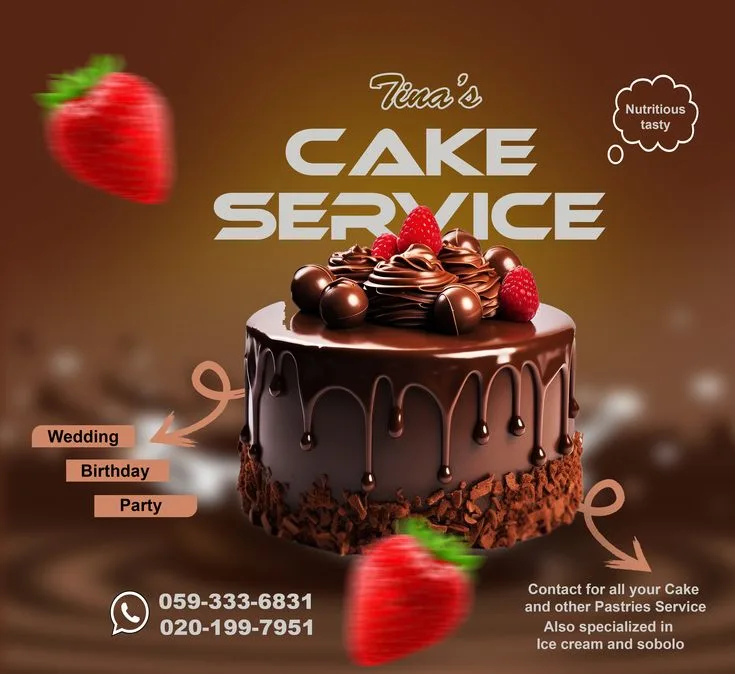 Tina's
CAKE
SERVICE
Nutritious
tasty
Wedding
Birthday
Party
059-333-6831
020-199-7951
Contact for all your Cake
and other Pastries Service
Also specialized in
Ice cream and sobolo